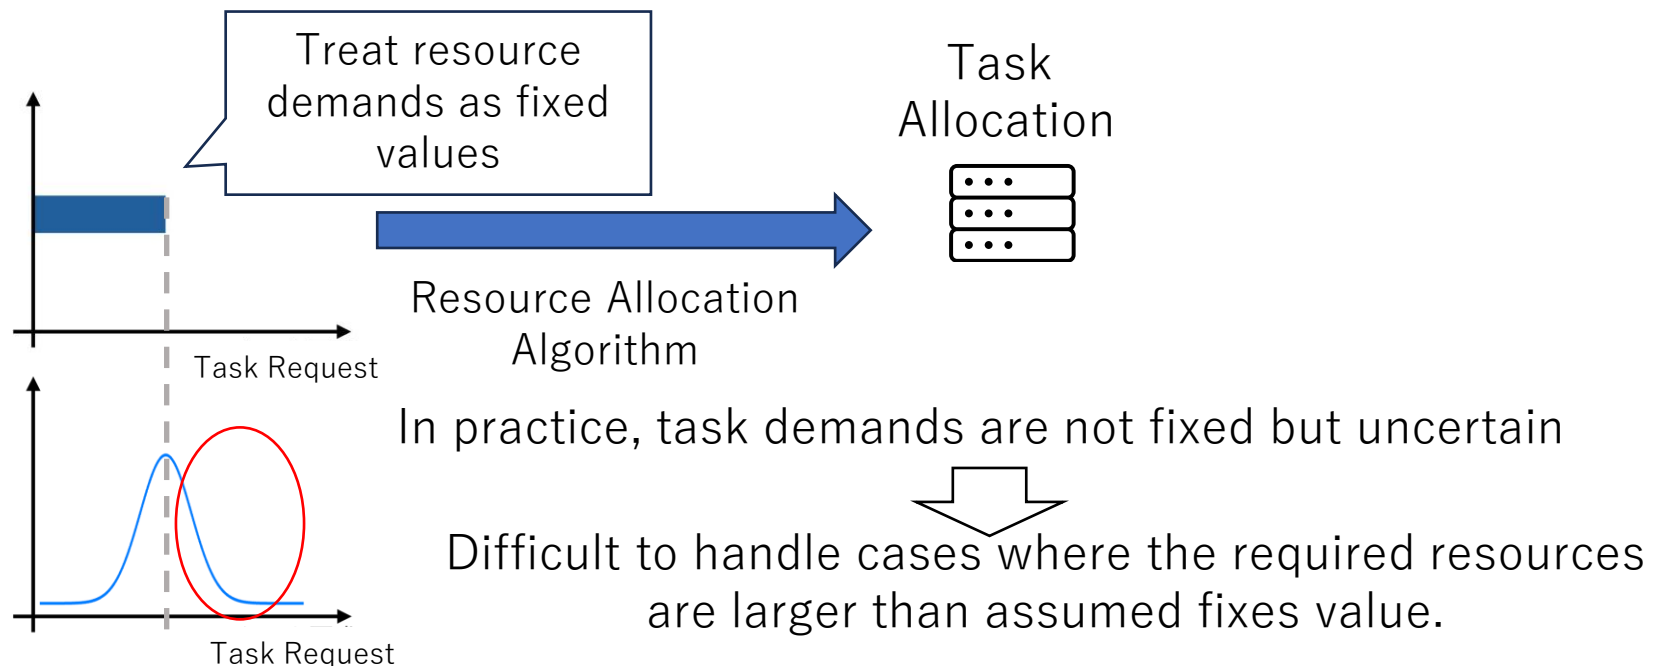 Treat resource
demands as fixed
values
Task
Allocation
Resource Allocation
Algorithm
Task Request
In practice, task demands are not fixed but uncertain
Difficult to handle cases where the required resources
are larger than assumed fixes value.
Task Request